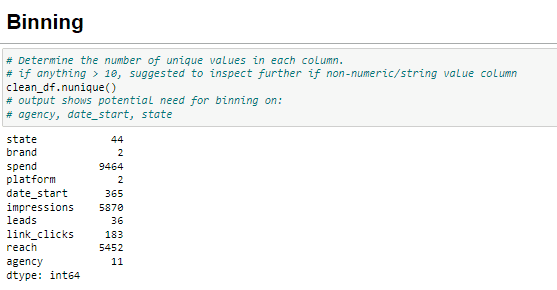 Binning
# Determine the number of unique values in each column.
# if anything > 10, suggested to inspect further if non-numeric/string value column
clean_df.nunique()
# output shows potential need for binning on:
# agency, date_start, state
state 44
brand 2
spend 9464
platform 2
date_start 365
impressions 5870
leads 36
link_clicks 183
reach 5452
agency 11
dtype: int64